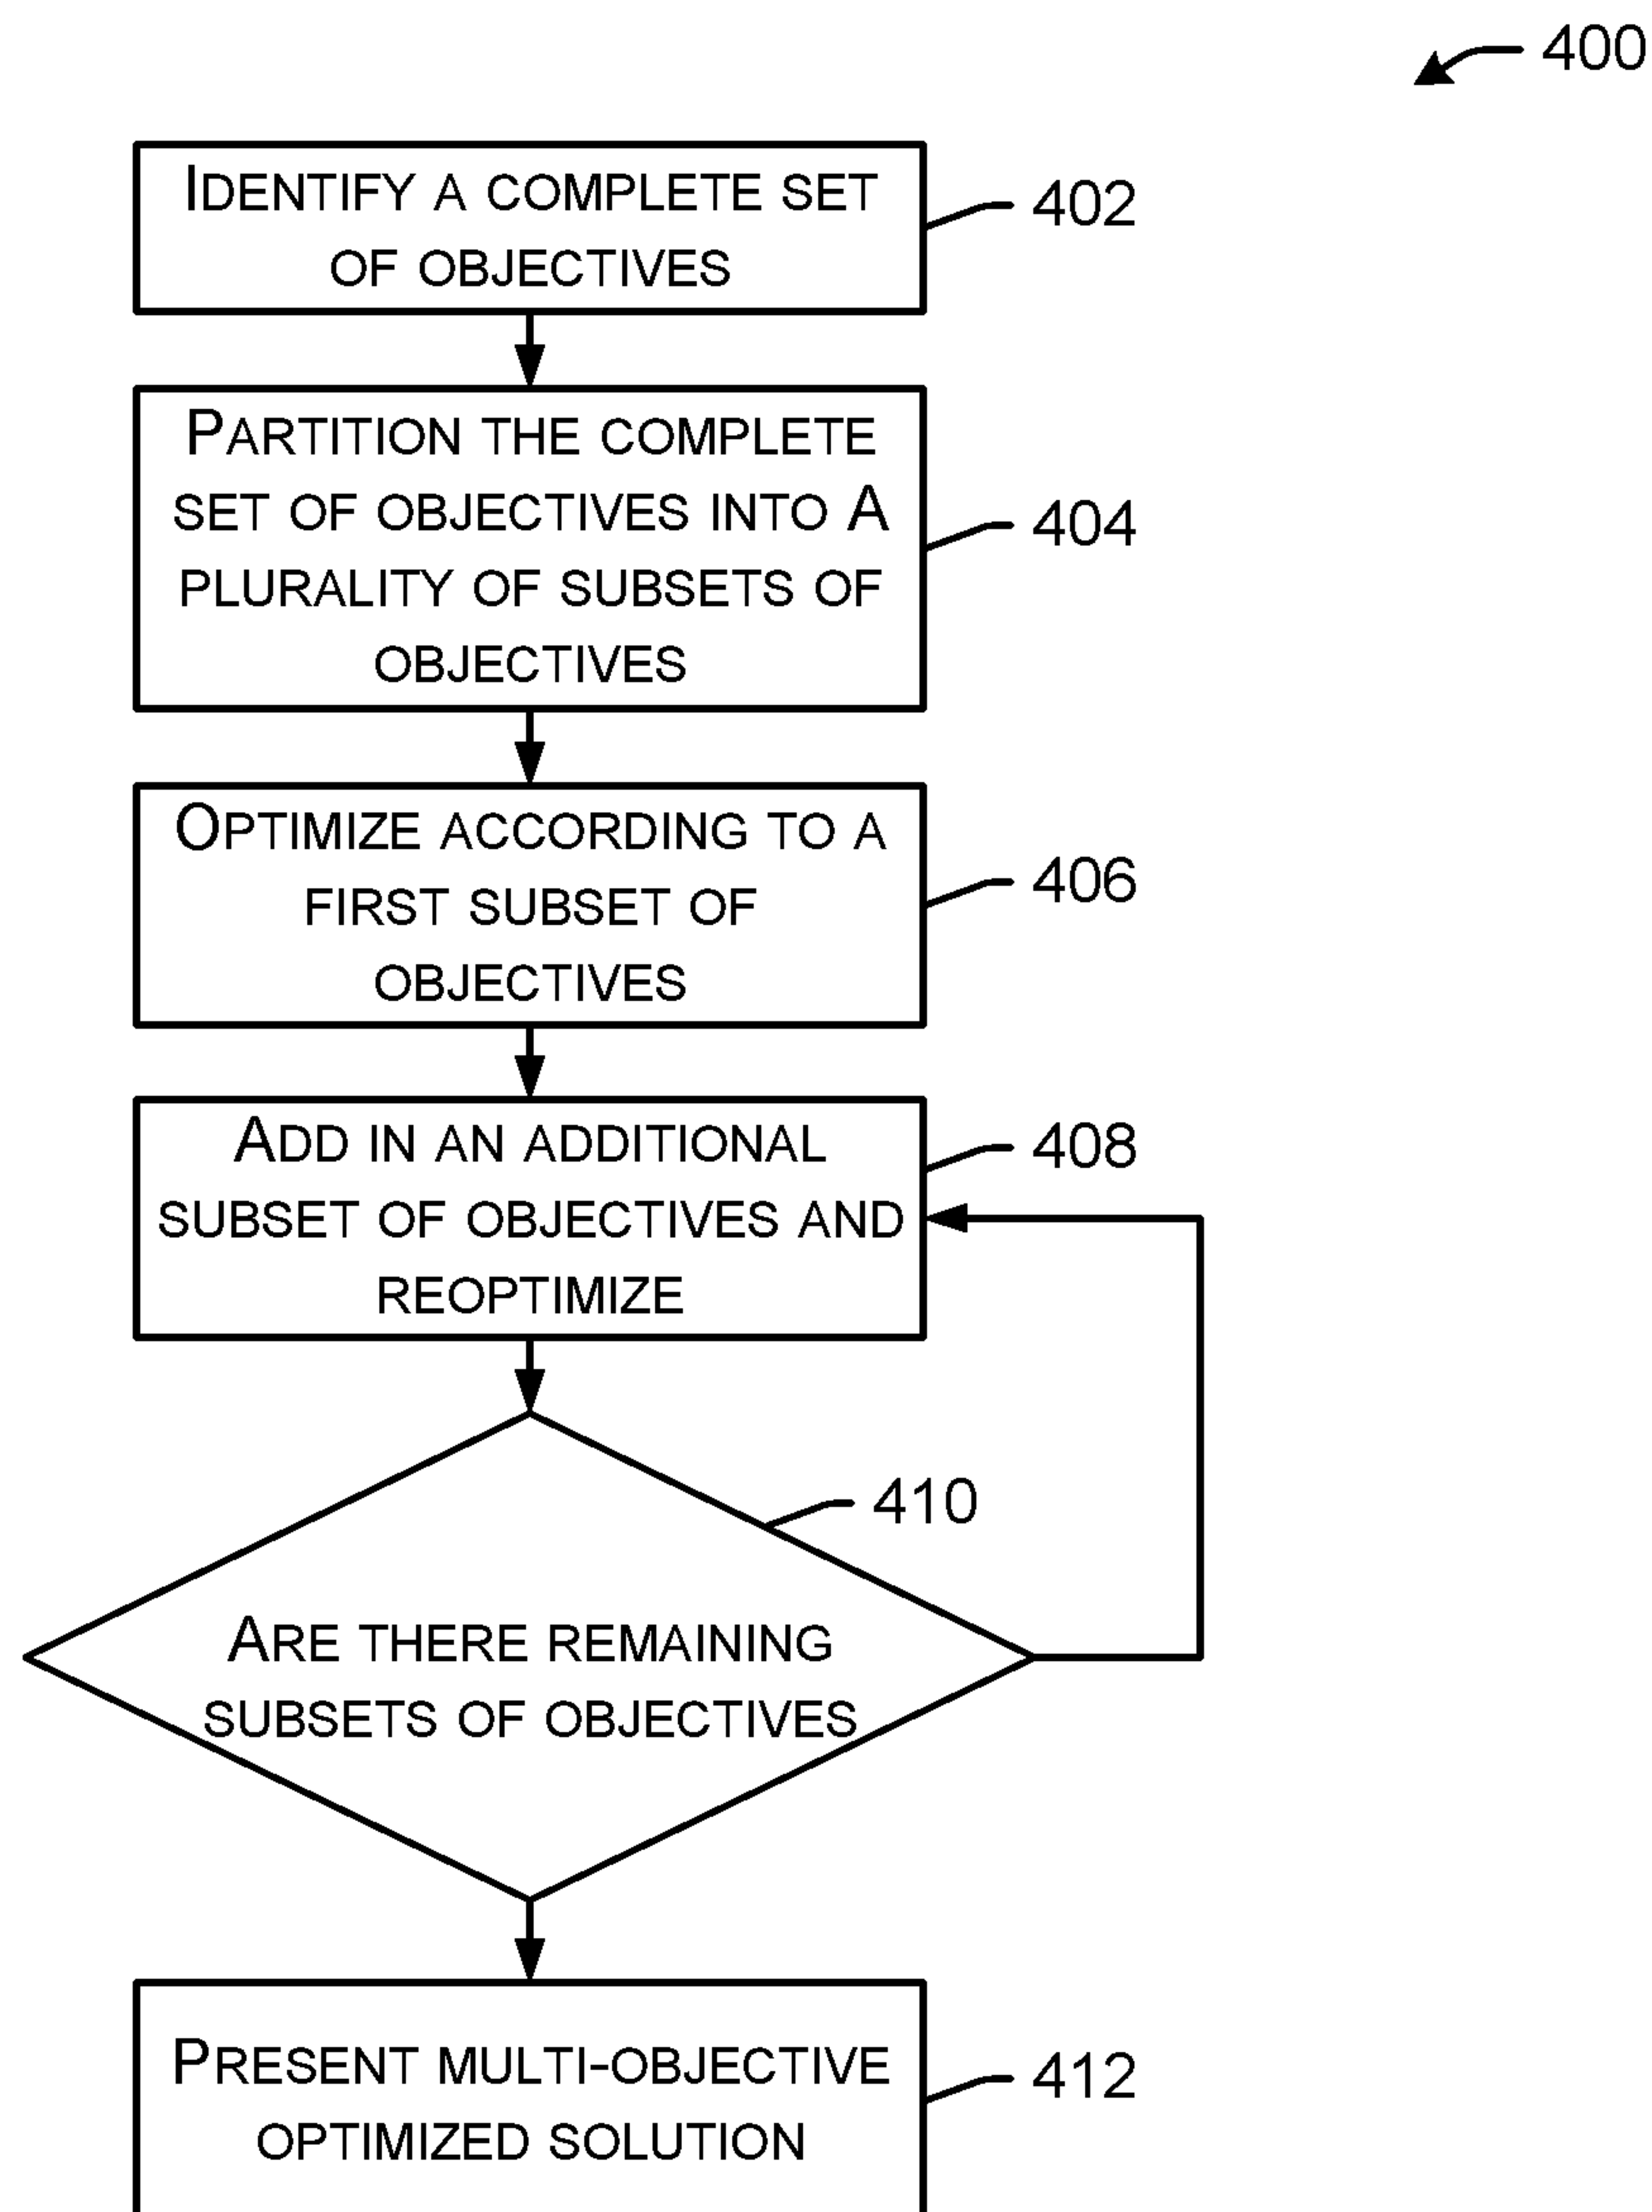 400
IDENTIFY A COMPLETE SET
OF OBJECTIVES
402
PARTITION THE COMPLETE
SET OF OBJECTIVES INTO A
PLURALITY OF SUBSETS OF
OBJECTIVES
404
OPTIMIZE ACCORDING TO A
FIRST SUBSET OF
OBJECTIVES
406
ADD IN AN ADDITIONAL
SUBSET OF OBJECTIVES AND
REOPTIMIZE
408
410
ARE THERE REMAINING
SUBSETS OF OBJECTIVES
PRESENT MULTI-OBJECTIVE
OPTIMIZED SOLUTION
412